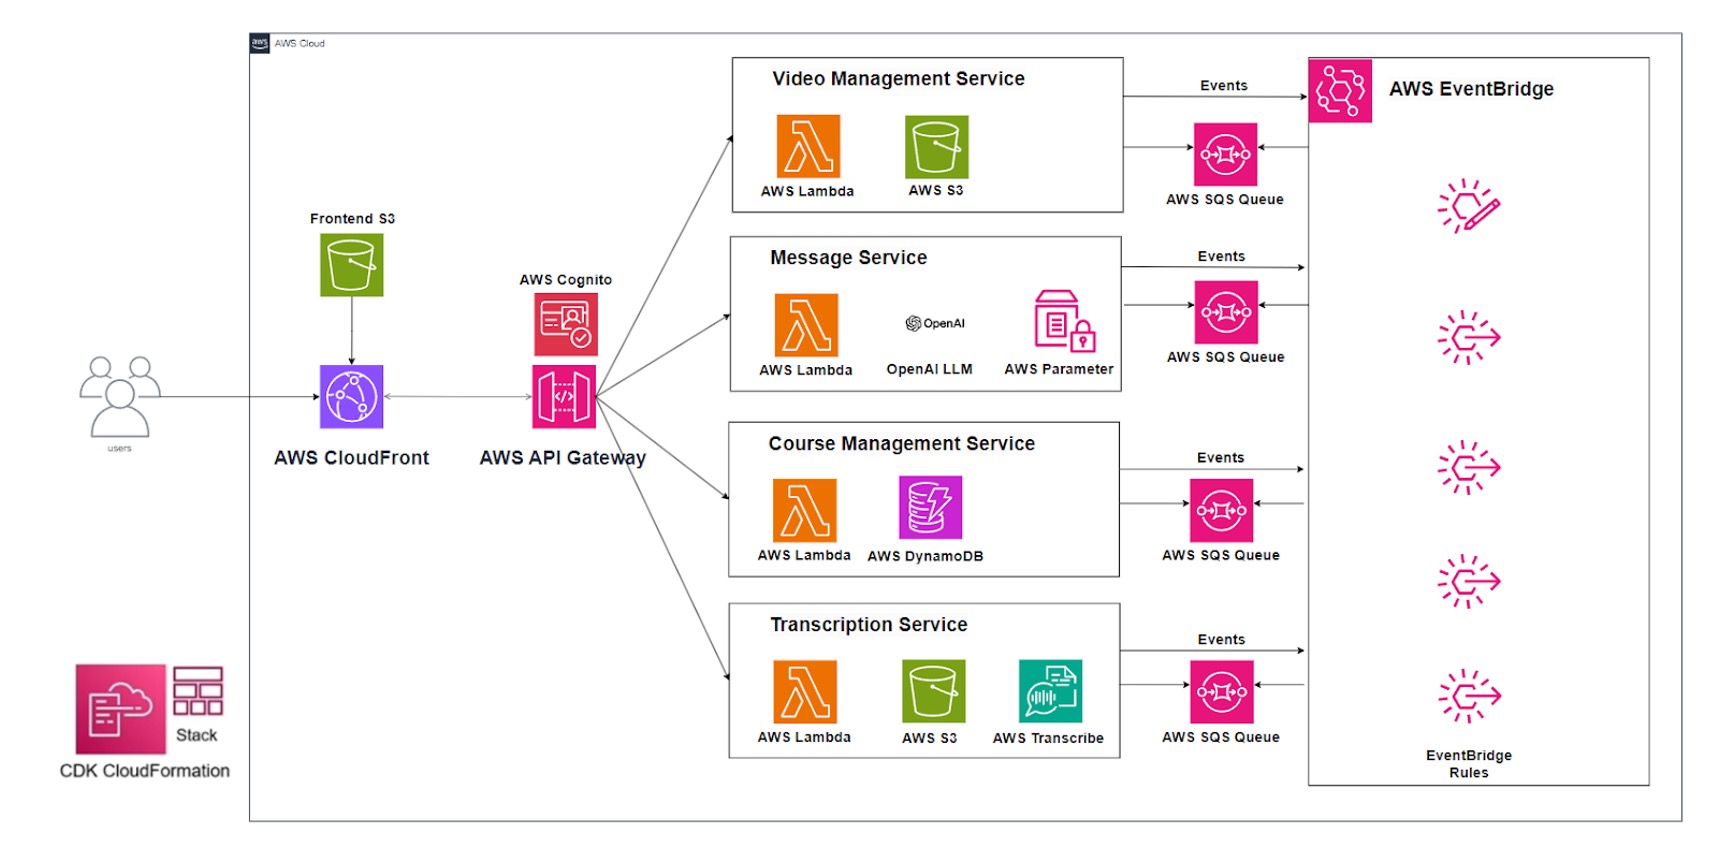 aws
AWS Cloud
Video Management Service
AWS Lambda
AWS S3
Events
AWS SQS Queue
AWS EventBridge
Frontend S3
AWS Cognito
</>
users
AWS CloudFront
AWS API Gateway
Message Service
OpenAI
AWS Lambda
OpenAI LLM
AWS Parameter
Events
AWS SQS Queue
Course Management Service
AWS Lambda
AWS DynamoDB
Events
AWS SQS Queue
Transcription Service
AWS Lambda
AWS S3
AWS Transcribe
Events
AWS SQS Queue
EventBridge
Rules
Stack
CDK CloudFormation